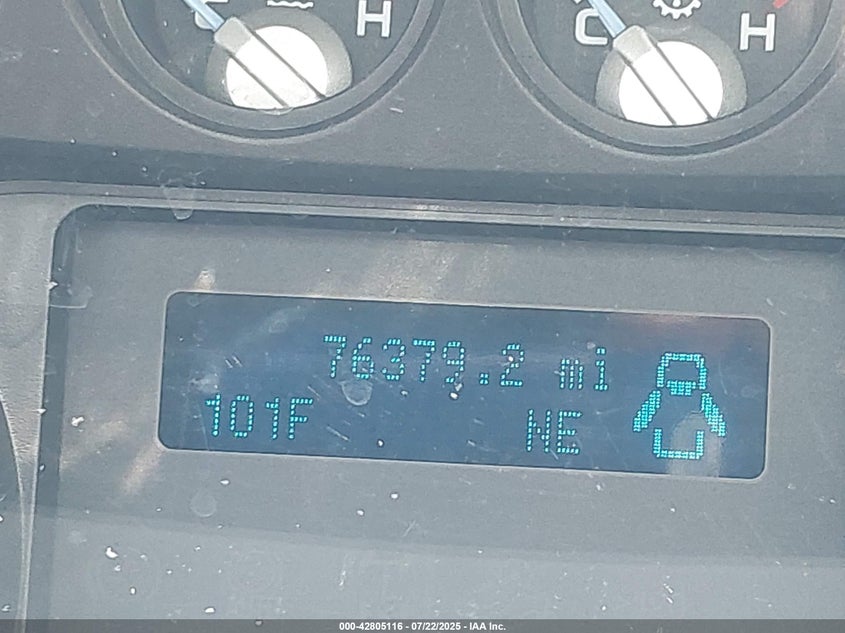 C H
C H
76379.2 mi
101F NE
000-42805116 - 07/22/2025 - IAA Inc.